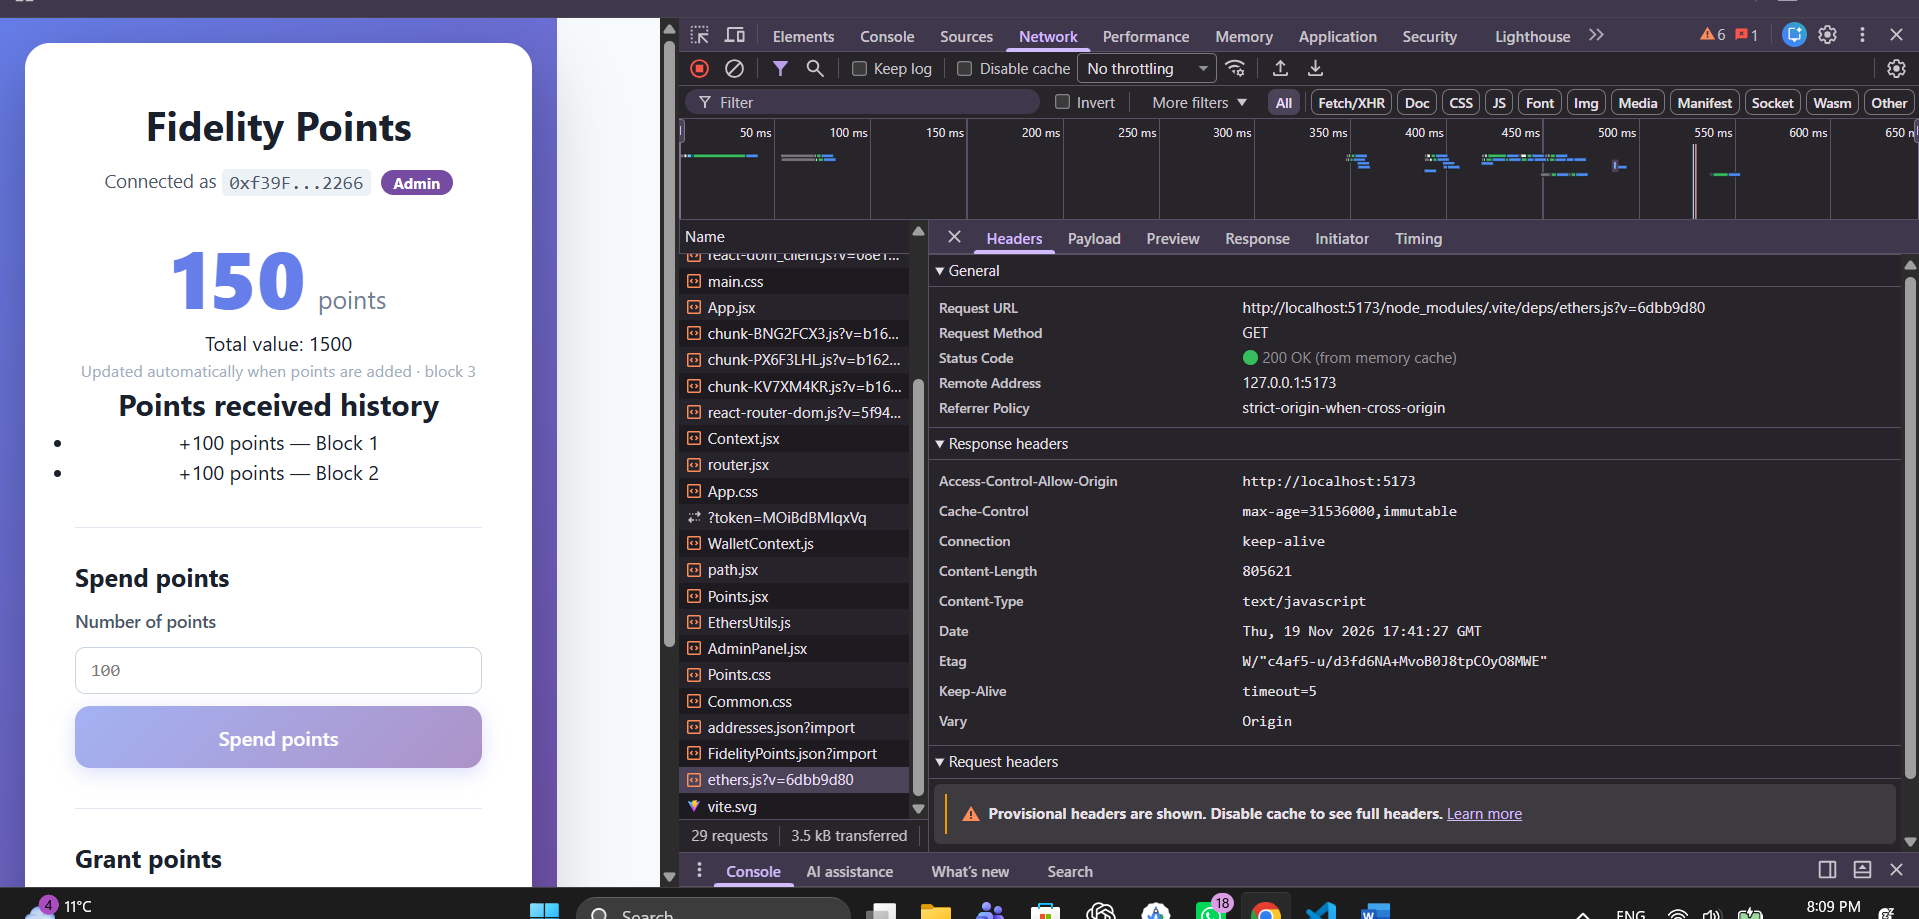 Fidelity Points
Connected as 0xf39F...2266 Admin
150 points
Total value: 1500
Updated automatically when points are added · block 3
Points received history
+100 points — Block 1
+100 points — Block 2
Spend points
Number of points
100
Spend points
Grant points
Elements Console Sources Network Performance Memory Application Security Lighthouse 6 1
Keep log Disable cache No throttling
Filter Invert More filters All Fetch/XHR Doc CSS JS Font Img Media Manifest Socket Wasm Other
50 ms 100 ms 150 ms 200 ms 250 ms 300 ms 350 ms 400 ms 450 ms 500 ms 550 ms 600 ms 650
Name
react-dom_client.js?v=08e1...
main.css
App.jsx
chunk-BNG2FCX3.js?v=b16...
chunk-PX6F3LHL.js?v=b162...
chunk-KV7XM4KR.js?v=b16...
react-router-dom.js?v=5f94...
Context.jsx
router.jsx
App.css
?token=MOiBdBMIqxVq
WalletContext.js
path.jsx
Points.jsx
EthersUtils.js
AdminPanel.jsx
Points.css
Common.css
addresses.json?import
FidelityPoints.json?import
ethers.js?v=6dbb9d80
vite.svg
29 requests 3.5 kB transferred
Headers Payload Preview Response Initiator Timing
General
Request URL http://localhost:5173/node_modules/.vite/deps/ethers.js?v=6dbb9d80
Request Method GET
Status Code 200 OK (from memory cache)
Remote Address 127.0.0.1:5173
Referrer Policy strict-origin-when-cross-origin
Response headers
Access-Control-Allow-Origin http://localhost:5173
Cache-Control max-age=31536000,immutable
Connection keep-alive
Content-Length 805621
Content-Type text/javascript
Date Thu, 19 Nov 2026 17:41:27 GMT
Etag W/"c4af5-u/d3fd6NA+MvoB0J8tpCOyO8MWE"
Keep-Alive timeout=5
Vary Origin
Request headers
Provisional headers are shown. Disable cache to see full headers. Learn more
Console AI assistance What's new Search
4 11°C Search 18 ENG 8:09 PM